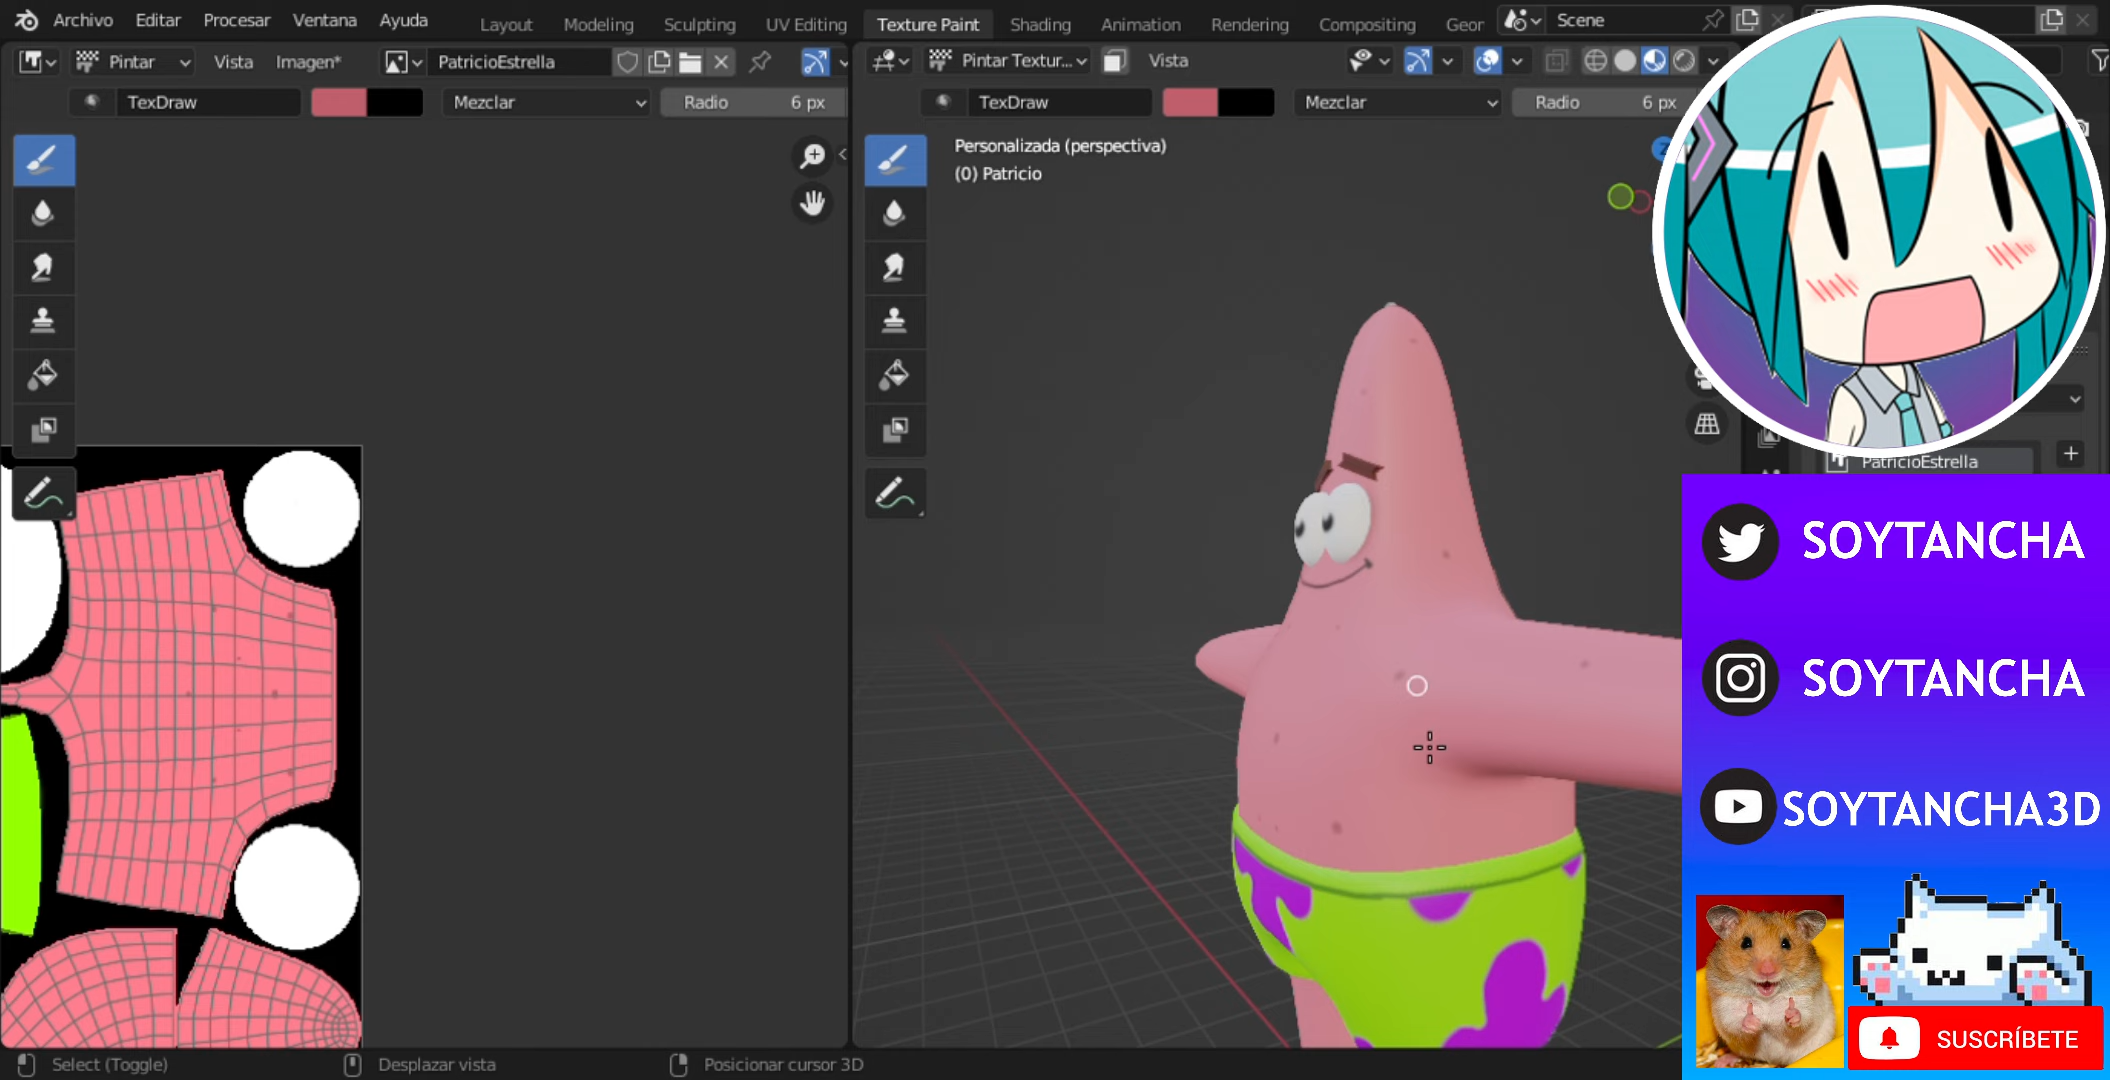 Archivo Editar Procesar Ventana Ayuda Layout Modeling Sculpting UV Editing Texture Paint Shading Animation Rendering Compositing Geor Scene
Pintar Vista Imagen* PatricioEstrella Pintar Textur... Vista
TexDraw Mezclar Radio 6 px TexDraw Mezclar Radio 6 px
Personalizada (perspectiva)
(0) Patricio
PatricioEstrella
SOYTANCHA
SOYTANCHA
SOYTANCHA3D
SUSCRÍBETE
Select (Toggle) Desplazar vista Posicionar cursor 3D